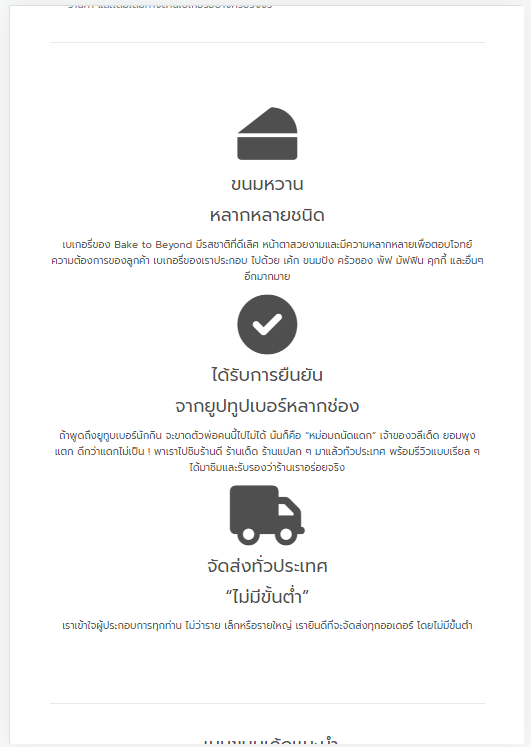 ขนมหวาน
หลากหลายชนิด
เบเกอรี่ของ Bake to Beyond มีรสชาติที่ดีเลิศ หน้าตาสวยงามและมีความหลากหลายเพื่อตอบโจทย์
ความต้องการของลูกค้า เบเกอรี่ของเราประกอบ ไปด้วย เค้ก ขนมปัง ครัวซอง พัฟ มัฟฟิน คุกกี้ และอื่นๆ
อีกมากมาย
ได้รับการยืนยัน
จากยูปทูปเบอร์หลากช่อง
ถ้าพูดถึงยูทูบเบอร์นักกิน จะขาดตัวพ่อคนนี้ไปไม่ได้ นั่นก็คือ “หม่อมถนัดแดก” เจ้าของวลีเด็ด ยอมพุง
แตก ดีกว่าแดกไม่เป็น ! พาเราไปชิมร้านดี ร้านเด็ด ร้านแปลก ๆ มาแล้วทั่วประเทศ พร้อมรีวิวแบบเรียล ๆ
ได้มาชิมและรับรองว่าร้านเราอร่อยจริง
จัดส่งทั่วประเทศ
“ไม่มีขั้นต่ำ”
เราเข้าใจผู้ประกอบการทุกท่าน ไม่ว่าราย เล็กหรือรายใหญ่ เรายินดีที่จะจัดส่งทุกออเดอร์ โดยไม่มีขั้นต่ำ